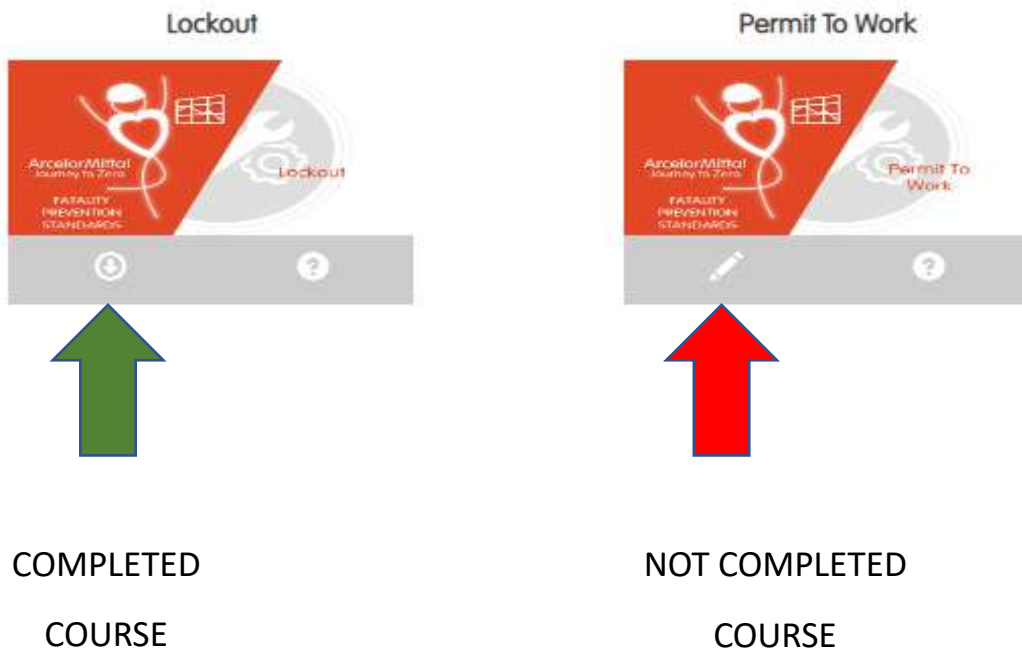 Lockout
ArcelorMittal
Journey to Zero
FATALITY
PREVENTION
STANDARDS
Lockout
?
COMPLETED
COURSE
Permit To Work
ArcelorMittal
Journey to Zero
FATALITY
PREVENTION
STANDARDS
Permit To
Work
?
NOT COMPLETED
COURSE